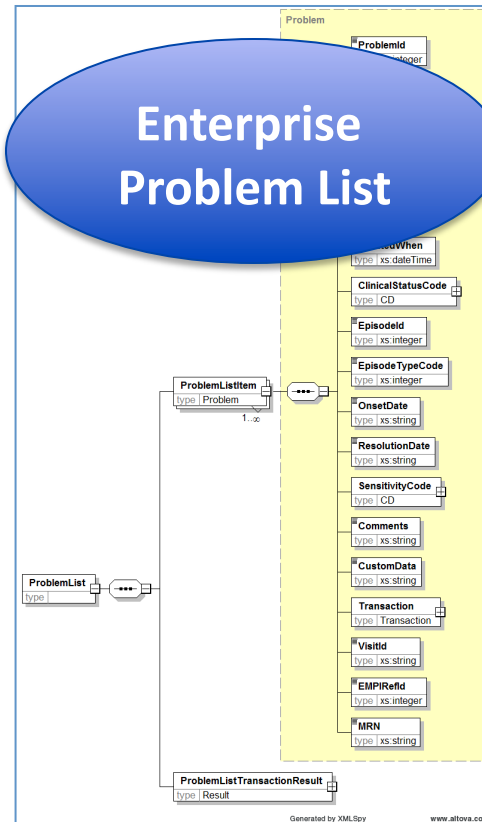 Problem
ProblemId
Enterprise
Problem List
type xs:dateTime
ClinicalStatusCode
type CD
EpisodeId
type xs:integer
EpisodeTypeCode
type xs:integer
ProblemListItem
type Problem
1..∞
OnsetDate
type xs:string
ResolutionDate
type xs:string
SensitivityCode
type CD
Comments
type xs:string
CustomData
type xs:string
ProblemList
type
Transaction
type Transaction
VisitId
type xs:string
EMPIRefId
type xs:integer
MRN
type xs:string
ProblemListTransactionResult
type Result
Generated by XMLSpy www.altova.co